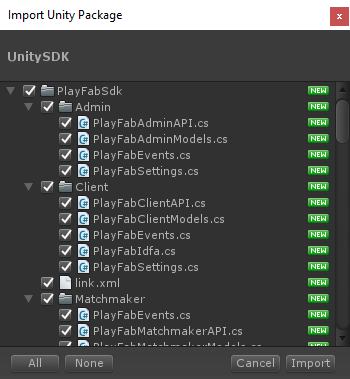 Import Unity Package
x
UnitySDK
PlayFabSdk NEW
Admin NEW
C# PlayFabAdminAPI.cs NEW
C# PlayFabAdminModels.cs NEW
C# PlayFabEvents.cs NEW
C# PlayFabSettings.cs NEW
Client NEW
C# PlayFabClientAPI.cs NEW
C# PlayFabClientModels.cs NEW
C# PlayFabEvents.cs NEW
C# PlayFabIdfa.cs NEW
C# PlayFabSettings.cs NEW
link.xml NEW
Matchmaker NEW
C# PlayFabEvents.cs NEW
C# PlayFabMatchmakerAPI.cs NEW
PlayFabMatchmakerModels.cs NEW
All None Cancel Import